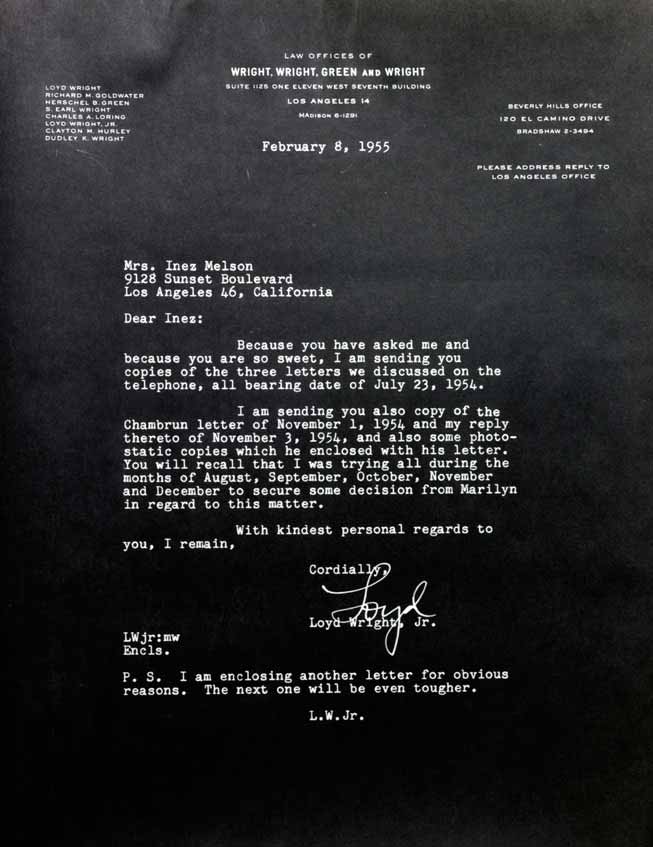 LAW OFFICES OF
WRIGHT, WRIGHT, GREEN AND WRIGHT
SUITE 1125 ONE ELEVEN WEST SEVENTH BUILDING
LOS ANGELES 14
MADISON 6-1291
LOYD WRIGHT
RICHARD M. GOLDWATER
HERSCHEL B. GREEN
S. EARL WRIGHT
CHARLES A. LORING
LOYD WRIGHT, JR.
CLAYTON M. HURLEY
DUDLEY K. WRIGHT
BEVERLY HILLS OFFICE
120 EL CAMINO DRIVE
BRADSHAW 2-3494
February 8, 1955
PLEASE ADDRESS REPLY TO
LOS ANGELES OFFICE
Mrs. Inez Melson
9128 Sunset Boulevard
Los Angeles 46, California
Dear Inez:
Because you have asked me and
because you are so sweet, I am sending you
copies of the three letters we discussed on the
telephone, all bearing date of July 23, 1954.
I am sending you also copy of the
Chambrun letter of November 1, 1954 and my reply
thereto of November 3, 1954, and also some photo-
static copies which he enclosed with his letter.
You will recall that I was trying all during the
months of August, September, October, November
and December to secure some decision from Marilyn
in regard to this matter.
With kindest personal regards to
you, I remain,
Cordially,
Loyd
Loyd Wright, Jr.
LWjr:mw
Encls.
P. S. I am enclosing another letter for obvious
reasons. The next one will be even tougher.
L.W.Jr.